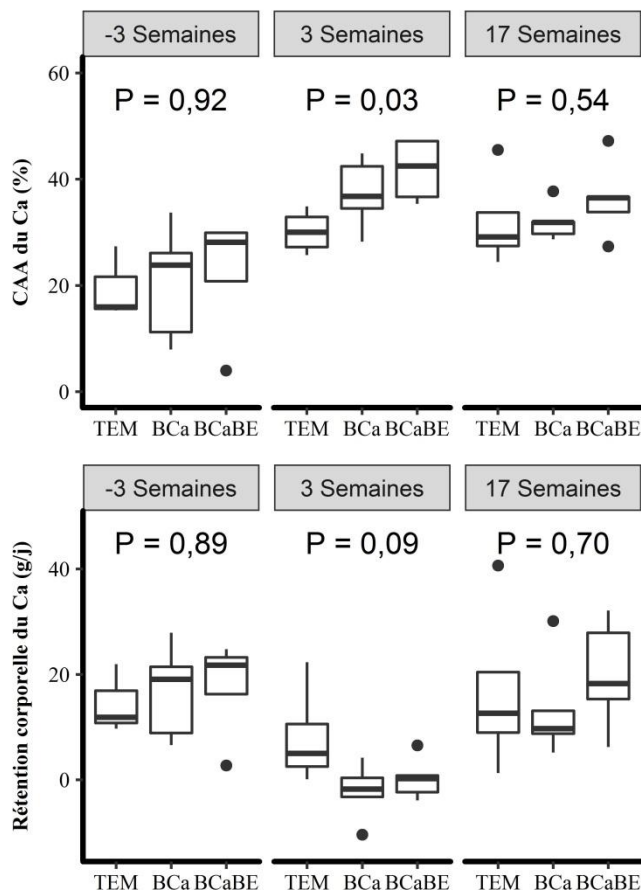 -3 Semaines 3 Semaines 17 Semaines
P = 0,92 P = 0,03 P = 0,54
CAA du Ca (%)
60
40
20
0
TEM BCa BCaBE TEM BCa BCaBE TEM BCa BCaBE
-3 Semaines 3 Semaines 17 Semaines
P = 0,89 P = 0,09 P = 0,70
Rétention corporelle du Ca (g/j)
40
20
0
TEM BCa BCaBE TEM BCa BCaBE TEM BCa BCaBE